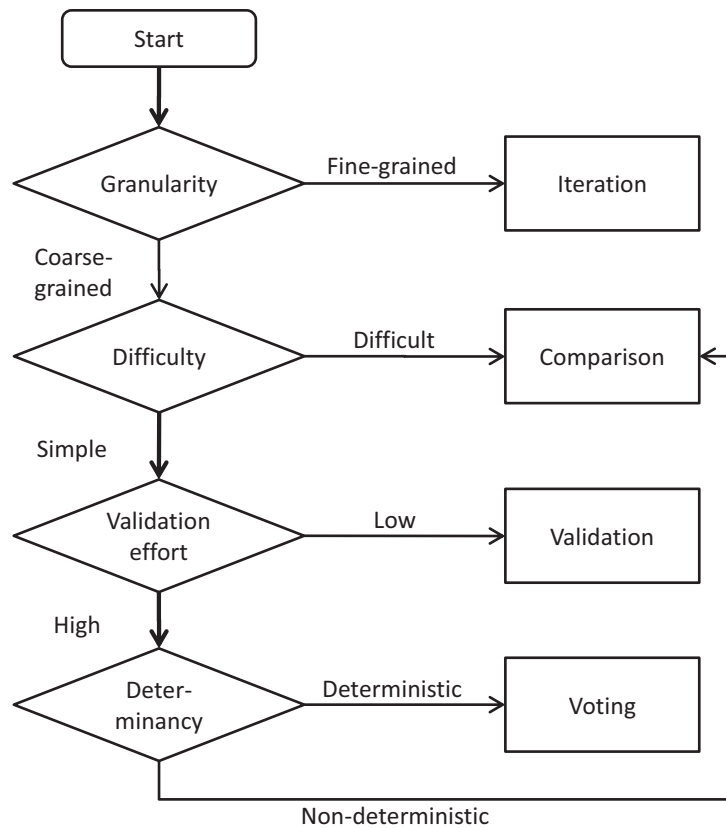 Start
Granularity
Fine-grained
Iteration
Coarse-
grained
Difficulty
Difficult
Comparison
Simple
Validation
effort
Low
Validation
High
Deter-
minancy
Deterministic
Voting
Non-deterministic